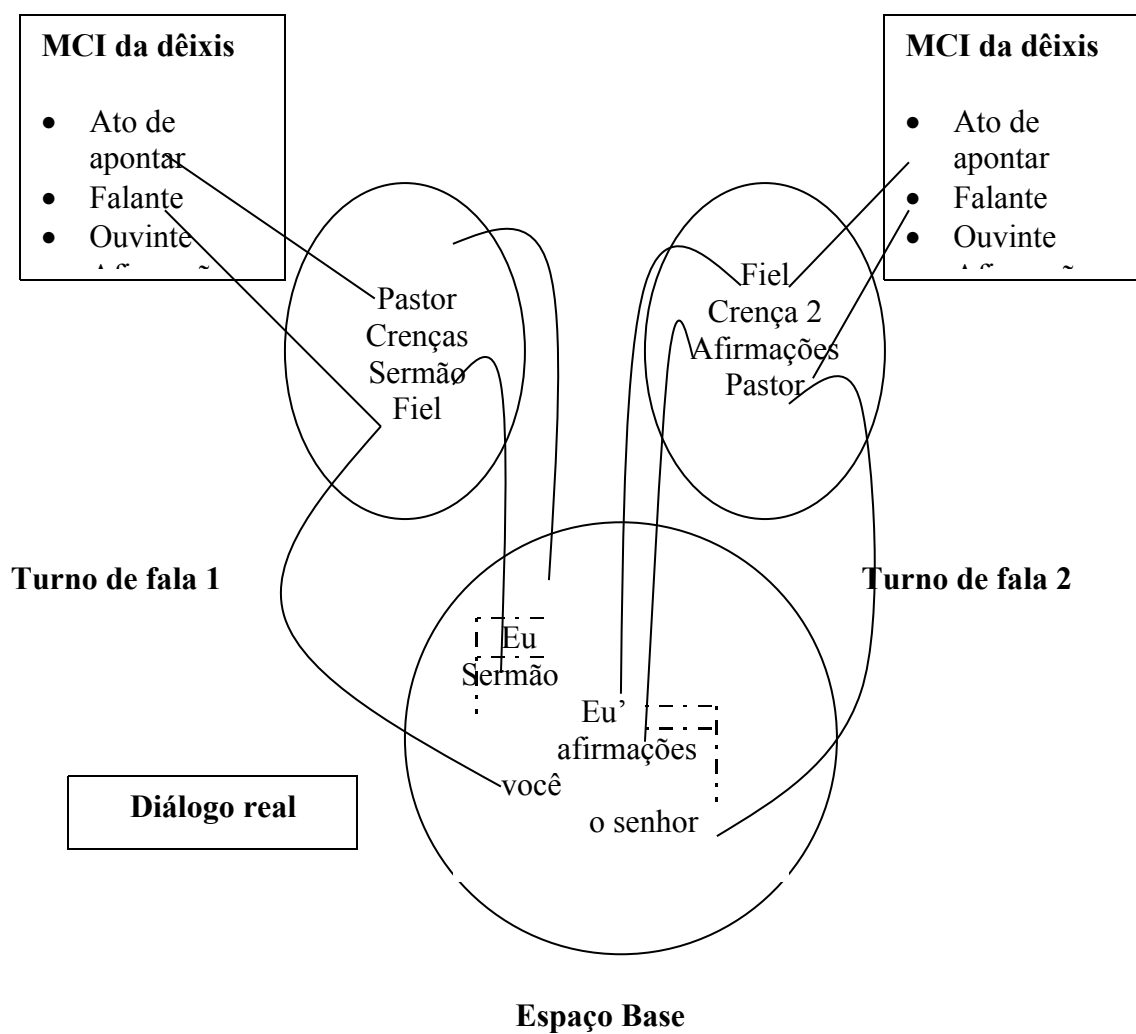 MCI da dêixis
• Ato de
apontar
• Falante
• Ouvinte
MCI da dêixis
• Ato de
apontar
• Falante
• Ouvinte
Pastor
Crenças
Sermão
Fiel
Fiel
Crença 2
Afirmações
Pastor
Turno de fala 1
Turno de fala 2
Eu
Sermão
Eu’
afirmações
você
o senhor
Diálogo real
Espaço Base